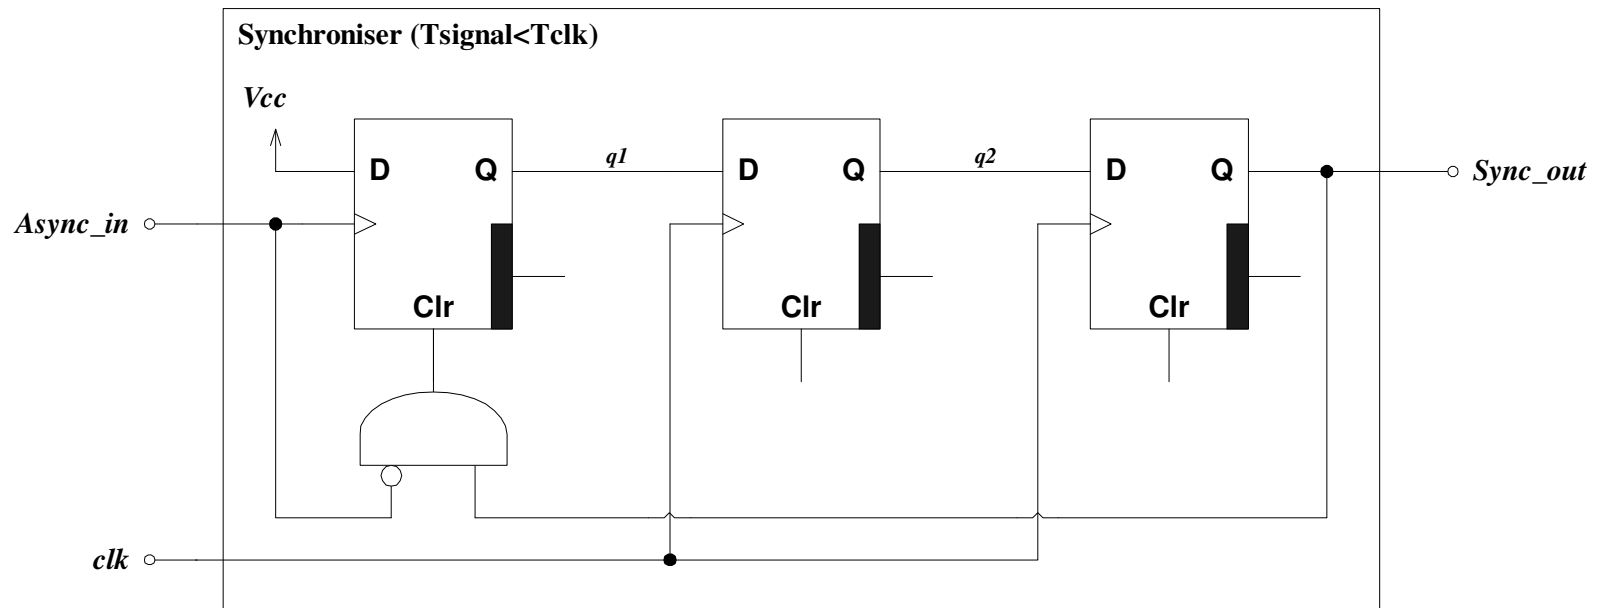 Synchroniser (Tsignal<Tclk)
Vcc
D Q q1 D Q q2 D Q Sync_out
Async_in
Clr Clr Clr
clk